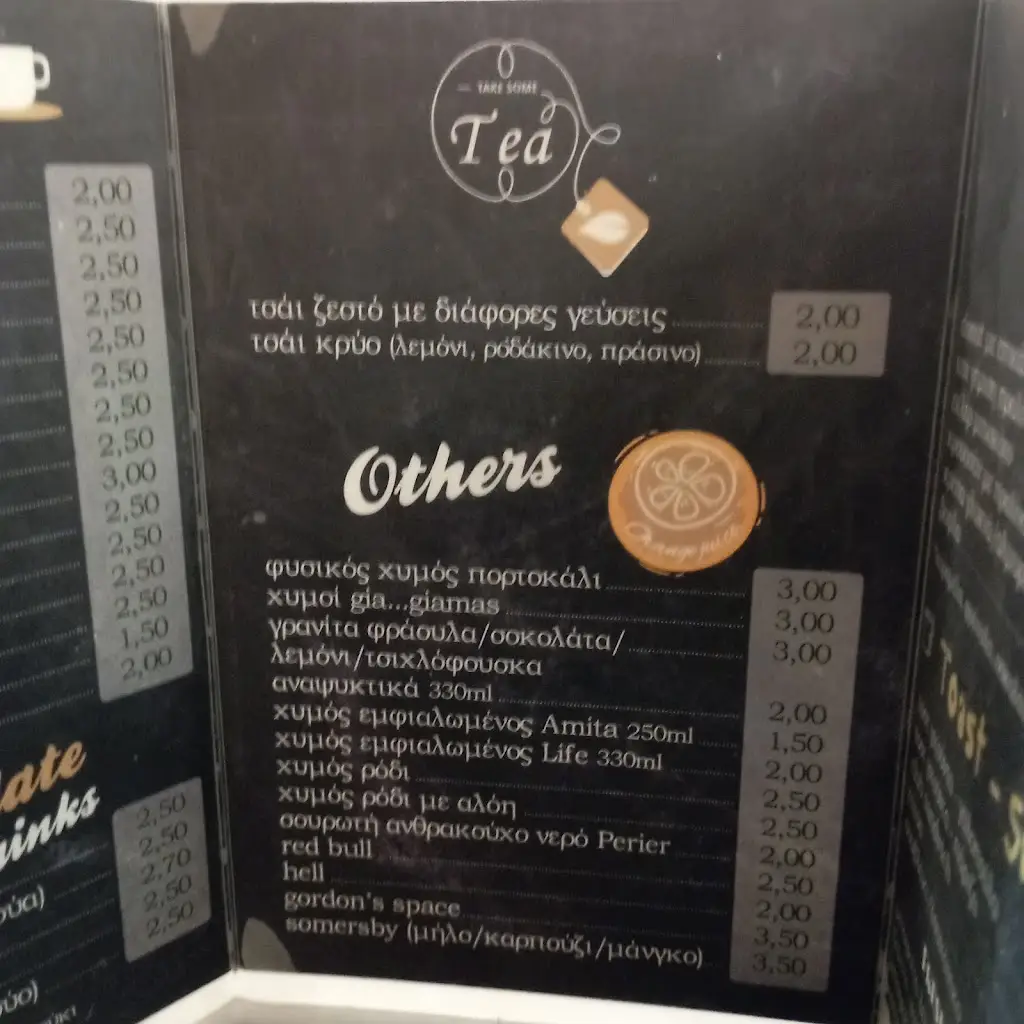 2,00
2,50
2,50
2,50
2,50
2,50
2,50
2,50
3,00
2,50
2,50
2,50
2,50
1,50
2,00
2,50
2,50
2,70
2,50
2,50
TAKE SOME
Tea
τσάι ζεστό με διάφορες γεύσεις 2,00
τσάι κρύο (λεμόνι, ρόδάκινο, πράσινο) 2,00
Others
φυσικός χυμός πορτοκάλι 3,00
χυμοί gia...giamas 3,00
γρανίτα φράουλα/σοκολάτα/ 3,00
λεμόνι/τσιχλόφουσκα
αναψυκτικά 330ml 2,00
χυμός εμφιαλωμένος Amita 250ml 1,50
χυμός εμφιαλωμένος Life 330ml 2,00
χυμός ρόδι 2,50
χυμός ρόδι με αλόη 2,50
σουρωτή ανθρακούχο νερό Perier 2,00
red bull 2,50
hell 2,00
gordon's space 3,50
somersby (μήλο/καρπούζι/μάνγκο) 3,50
Toast -